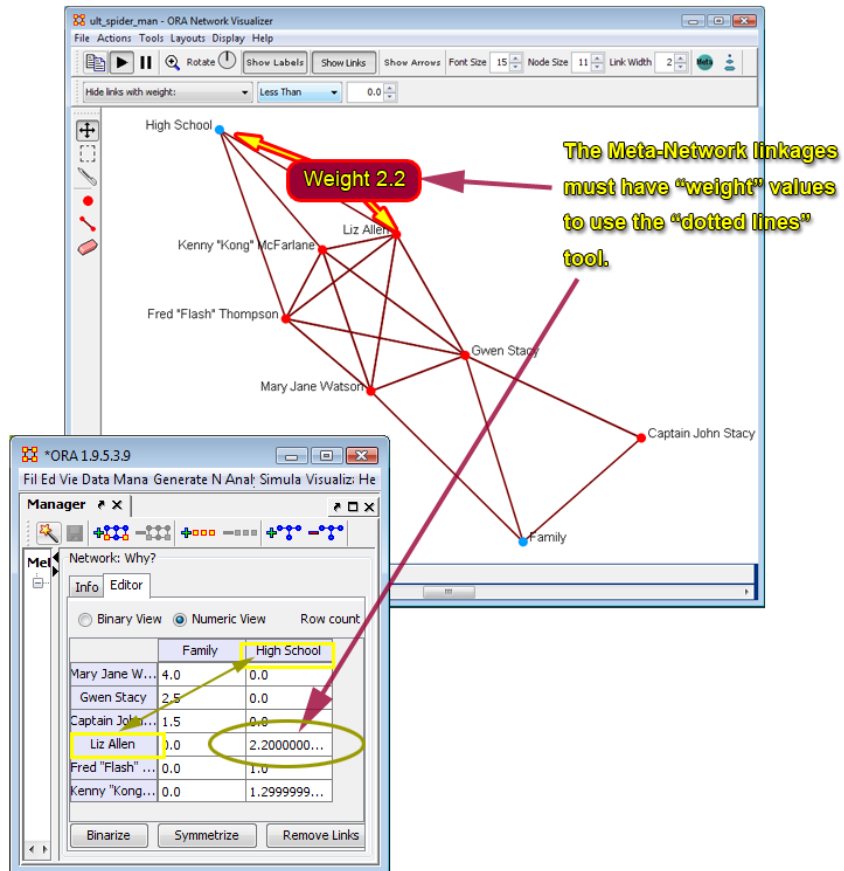 ult_spider_man - ORA Network Visualizer
File Actions Tools Layouts Display Help
Rotate Show Labels Show Links Show Arrows Font Size 15 Node Size 11 Link Width 2 Meta
Hide links with weight: Less Than 0.0
High School
The Meta-Network linkages
must have “weight” values
to use the “dotted lines”
tool.
Weight 2.2
Liz Allen
Kenny "Kong" McFarlane
Fred "Flash" Thompson
Gwen Stacy
Mary Jane Watson
Captain John Stacy
Family
*ORA 1.9.5.3.9
Fil Ed Vie Data Mana Generate N Anal Simula Visualiz: He
Manager
Met
Network: Why?
Info Editor
Binary View Numeric View Row count
Family High School
Mary Jane W... 4.0 0.0
Gwen Stacy 2.5 0.0
Captain John... 1.5 0.0
Liz Allen 0.0 2.2000000...
Fred "Flash" ... 0.0 1.0
Kenny "Kong... 0.0 1.2999999...
Binarize Symmetrize Remove Links